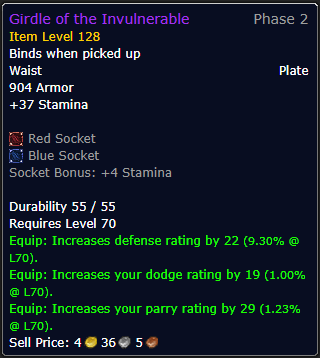 Girdle of the Invulnerable Phase 2
Item Level 128
Binds when picked up
Waist Plate
904 Armor
+37 Stamina
Red Socket
Blue Socket
Socket Bonus: +4 Stamina
Durability 55 / 55
Requires Level 70
Equip: Increases defense rating by 22 (9.30% @
L70).
Equip: Increases your dodge rating by 19 (1.00%
@ L70).
Equip: Increases your parry rating by 29 (1.23%
@ L70).
Sell Price: 4 36 5